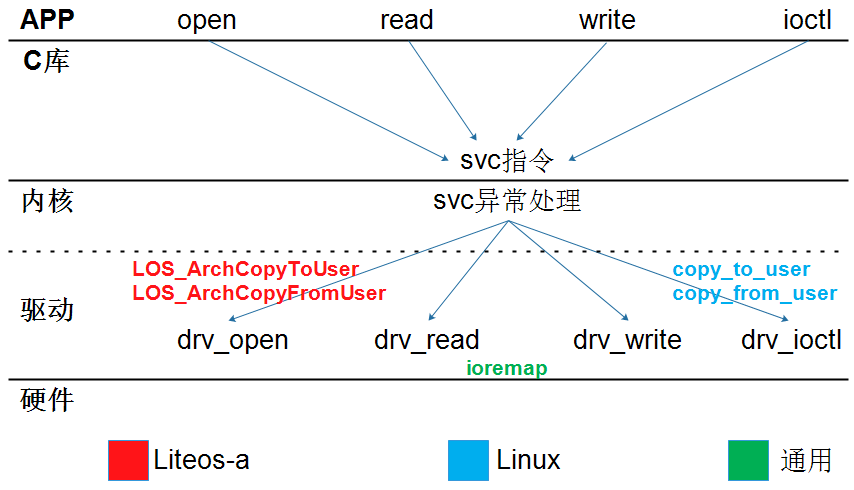 APP open read write ioctl
C库
svc指令
内核 svc异常处理
LOS_ArchCopyToUser copy_to_user
LOS_ArchCopyFromUser copy_from_user
驱动
drv_open drv_read drv_write drv_ioctl
ioremap
硬件
Liteos-a Linux 通用